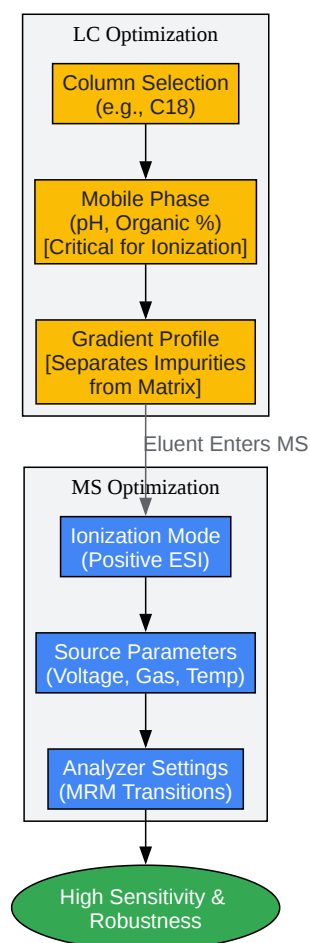 LC Optimization
Column Selection
(e.g., C18)
Mobile Phase
(pH, Organic %)
[Critical for Ionization]
Gradient Profile
[Separates Impurities
from Matrix]
Eluent Enters MS
MS Optimization
Ionization Mode
(Positive ESI)
Source Parameters
(Voltage, Gas, Temp)
Analyzer Settings
(MRM Transitions)
High Sensitivity &
Robustness